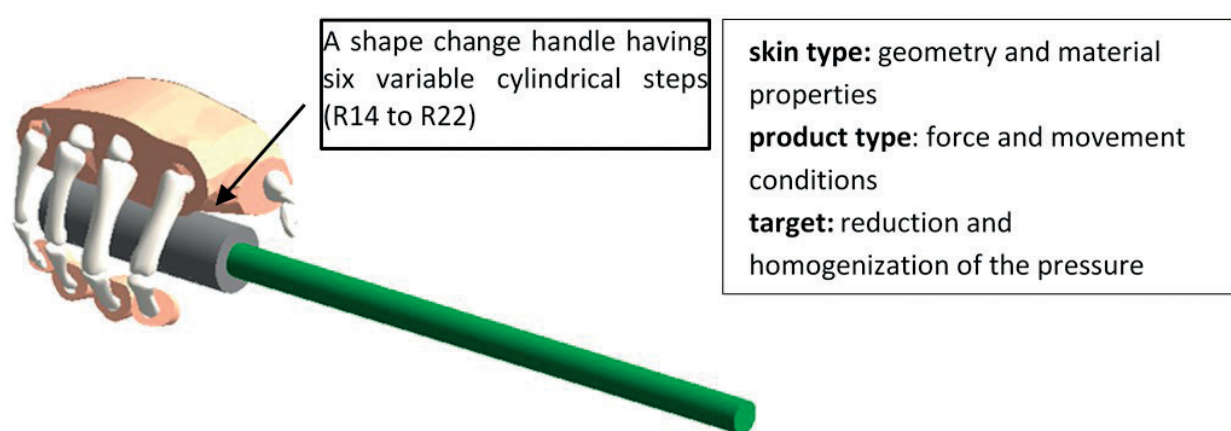 A shape change handle having
six variable cylindrical steps
(R14 to R22)
skin type: geometry and material
properties
product type: force and movement
conditions
target: reduction and
homogenization of the pressure